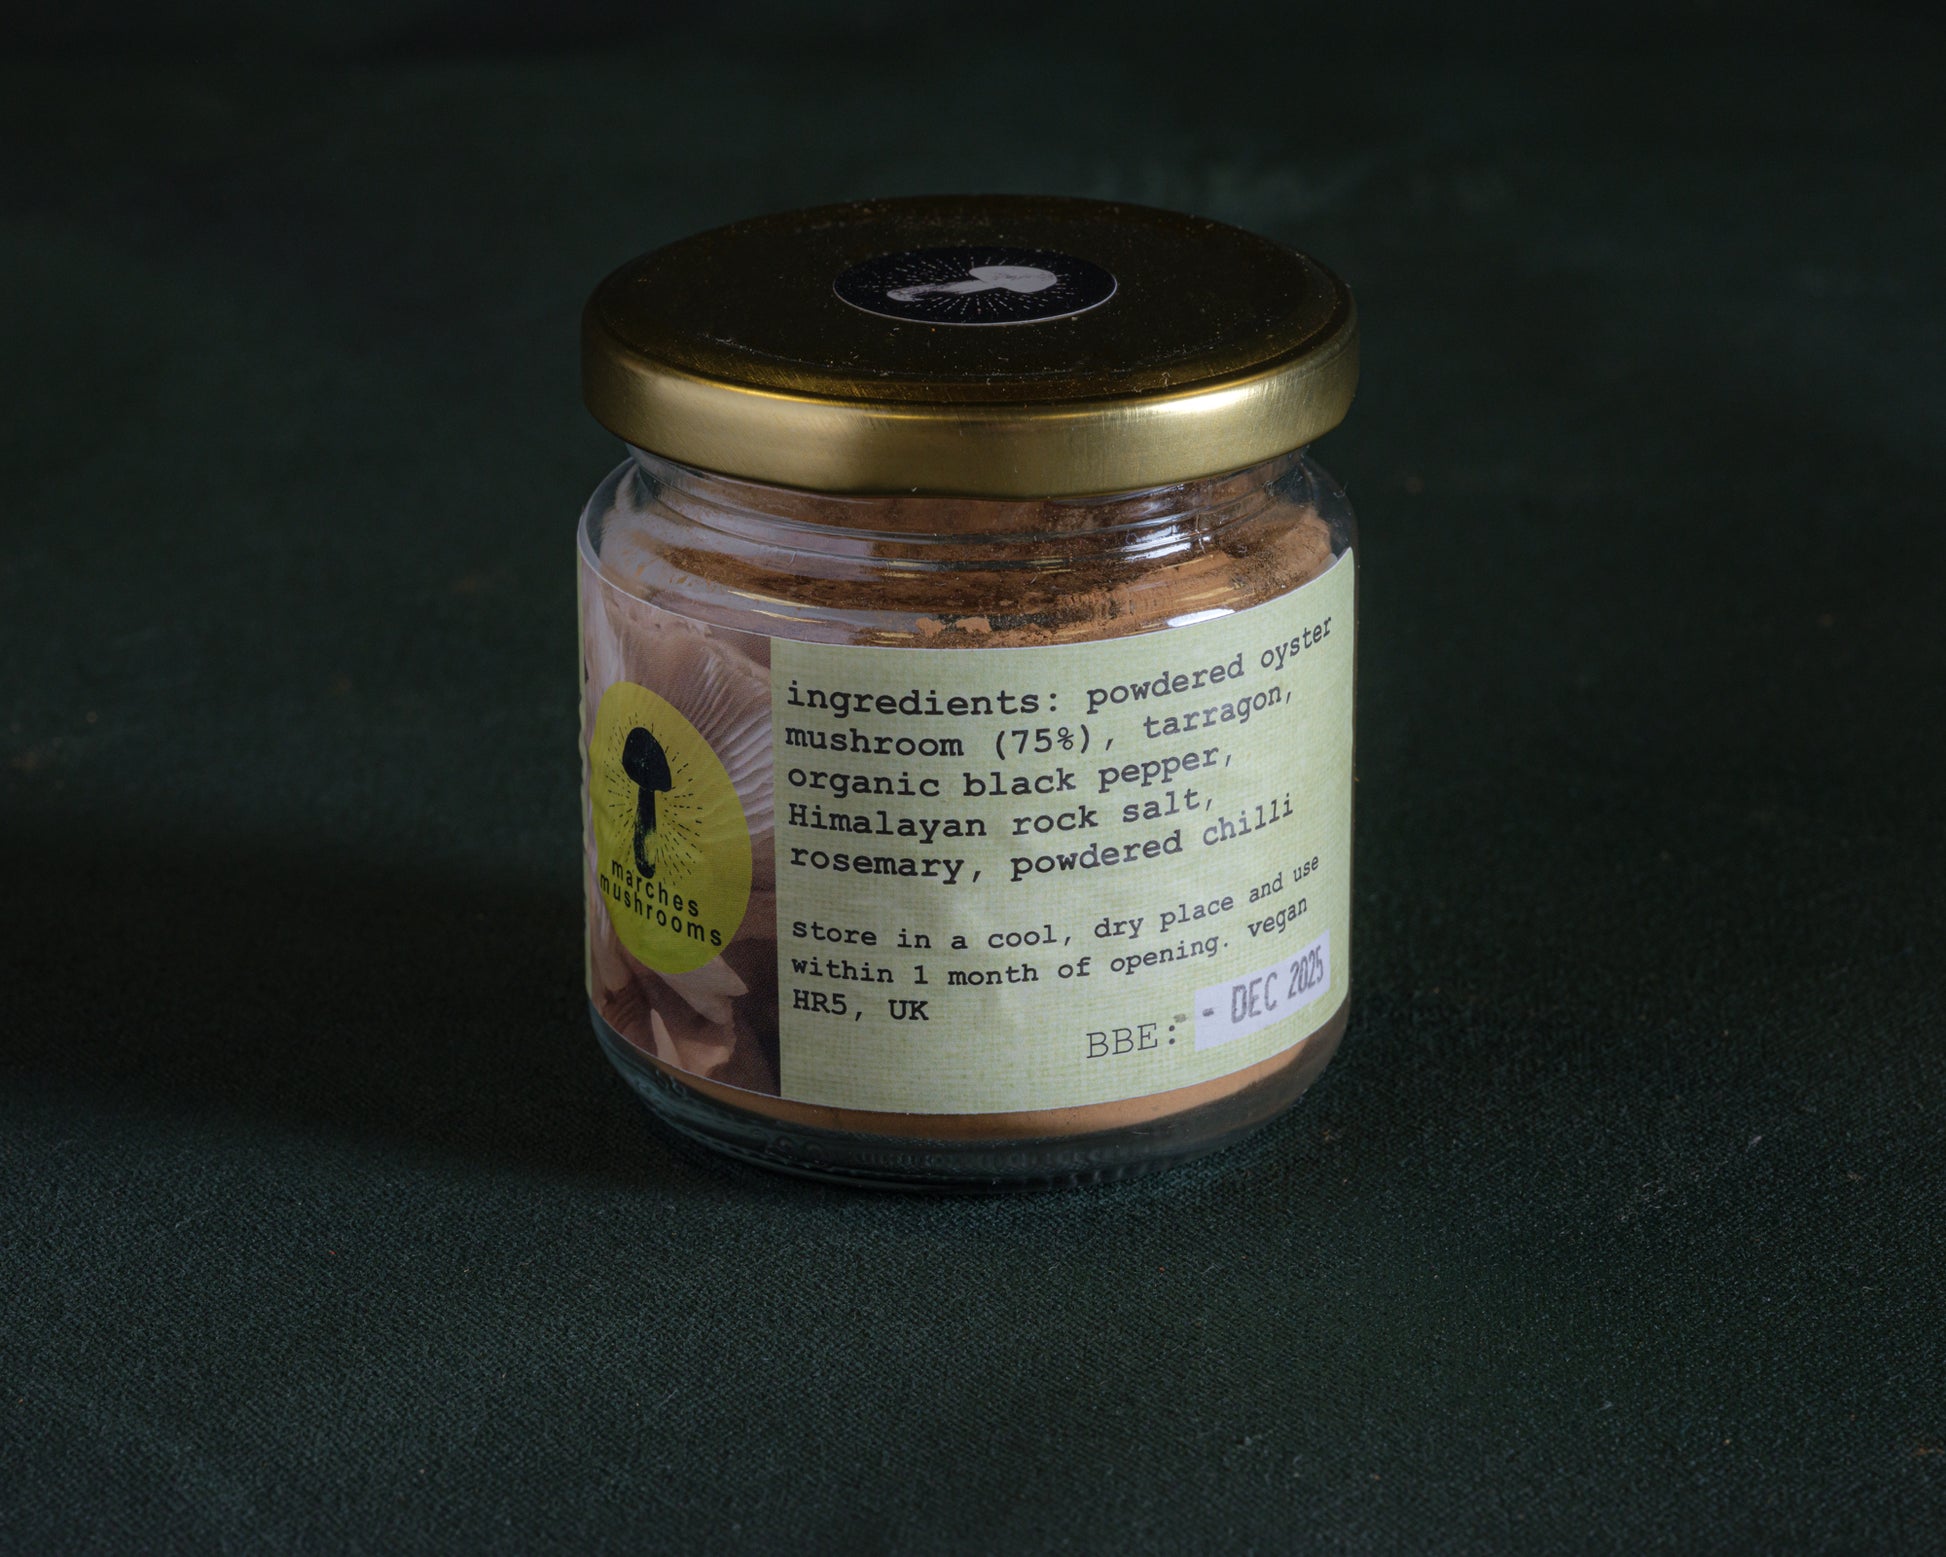 marches
mushrooms
ingredients: powdered oyster
mushroom (75%), tarragon,
organic black pepper,
Himalayan rock salt,
rosemary, powdered chilli
store in a cool, dry place and use
within 1 month of opening. vegan
HR5, UK
BBE: - DEC 2025